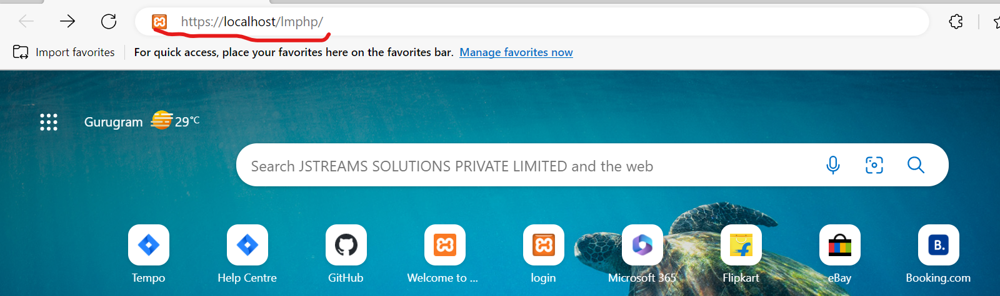 https://localhost/lmphp/
Import favorites For quick access, place your favorites here on the favorites bar. Manage favorites now
Gurugram 29°C
Search JSTREAMS SOLUTIONS PRIVATE LIMITED and the web
B.
Tempo Help Centre GitHub Welcome to ... login Microsoft 365 Flipkart eBay Booking.com